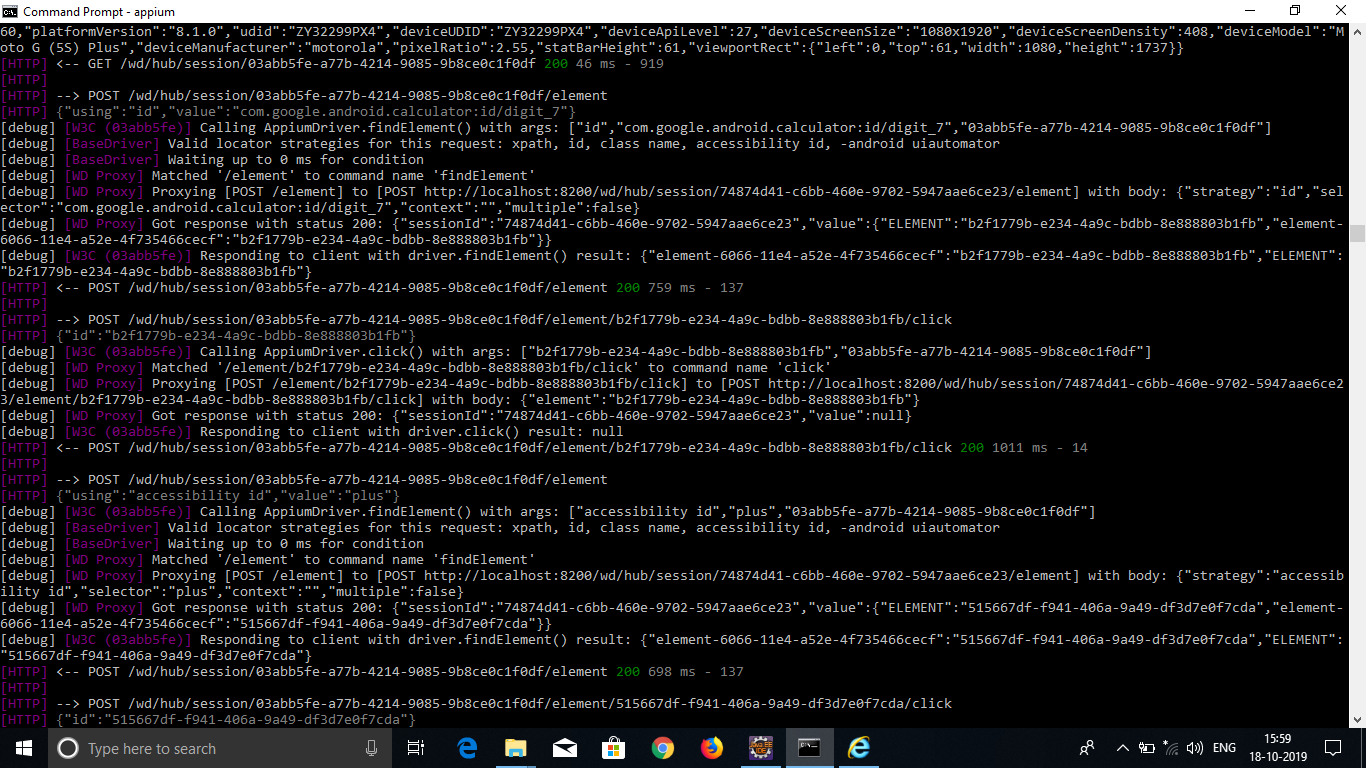 Command Prompt - appium
60,"platformVersion":"8.1.0","udid":"ZY32299PX4","deviceUDID":"ZY32299PX4","deviceApiLevel":27,"deviceScreenSize":"1080x1920","deviceScreenDensity":408,"deviceModel":"M
oto G (5S) Plus","deviceManufacturer":"motorola","pixelRatio":2.55,"statBarHeight":61,"viewportRect":{"left":0,"top":61,"width":1080,"height":1737}}
[HTTP] <-- GET /wd/hub/session/03abb5fe-a77b-4214-9085-9b8ce0c1f0df 200 46 ms - 919
[HTTP]
[HTTP] --> POST /wd/hub/session/03abb5fe-a77b-4214-9085-9b8ce0c1f0df/element
[HTTP] {"using":"id","value":"com.google.android.calculator:id/digit_7"}
[debug] [W3C (03abb5fe)] Calling AppiumDriver.findElement() with args: ["id","com.google.android.calculator:id/digit_7","03abb5fe-a77b-4214-9085-9b8ce0c1f0df"]
[debug] [BaseDriver] Valid locator strategies for this request: xpath, id, class name, accessibility id, -android uiautomator
[debug] [BaseDriver] Waiting up to 0 ms for condition
[debug] [WD Proxy] Matched '/element' to command name 'findElement'
[debug] [WD Proxy] Proxying [POST /element] to [POST http://localhost:8200/wd/hub/session/74874d41-c6bb-460e-9702-5947aae6ce23/element] with body: {"strategy":"id","sel
ector":"com.google.android.calculator:id/digit_7","context":"","multiple":false}
[debug] [WD Proxy] Got response with status 200: {"sessionId":"74874d41-c6bb-460e-9702-5947aae6ce23","value":{"ELEMENT":"b2f1779b-e234-4a9c-bdbb-8e888803b1fb","element-
6066-11e4-a52e-4f735466cecf":"b2f1779b-e234-4a9c-bdbb-8e888803b1fb"}}
[debug] [W3C (03abb5fe)] Responding to client with driver.findElement() result: {"element-6066-11e4-a52e-4f735466cecf":"b2f1779b-e234-4a9c-bdbb-8e888803b1fb","ELEMENT":
"b2f1779b-e234-4a9c-bdbb-8e888803b1fb"}
[HTTP] <-- POST /wd/hub/session/03abb5fe-a77b-4214-9085-9b8ce0c1f0df/element 200 759 ms - 137
[HTTP]
[HTTP] --> POST /wd/hub/session/03abb5fe-a77b-4214-9085-9b8ce0c1f0df/element/b2f1779b-e234-4a9c-bdbb-8e888803b1fb/click
[HTTP] {"id":"b2f1779b-e234-4a9c-bdbb-8e888803b1fb"}
[debug] [W3C (03abb5fe)] Calling AppiumDriver.click() with args: ["b2f1779b-e234-4a9c-bdbb-8e888803b1fb","03abb5fe-a77b-4214-9085-9b8ce0c1f0df"]
[debug] [WD Proxy] Matched '/element/b2f1779b-e234-4a9c-bdbb-8e888803b1fb/click' to command name 'click'
[debug] [WD Proxy] Proxying [POST /element/b2f1779b-e234-4a9c-bdbb-8e888803b1fb/click] to [POST http://localhost:8200/wd/hub/session/74874d41-c6bb-460e-9702-5947aae6ce2
3/element/b2f1779b-e234-4a9c-bdbb-8e888803b1fb/click] with body: {"element":"b2f1779b-e234-4a9c-bdbb-8e888803b1fb"}
[debug] [WD Proxy] Got response with status 200: {"sessionId":"74874d41-c6bb-460e-9702-5947aae6ce23","value":null}
[debug] [W3C (03abb5fe)] Responding to client with driver.click() result: null
[HTTP] <-- POST /wd/hub/session/03abb5fe-a77b-4214-9085-9b8ce0c1f0df/element/b2f1779b-e234-4a9c-bdbb-8e888803b1fb/click 200 1011 ms - 14
[HTTP]
[HTTP] --> POST /wd/hub/session/03abb5fe-a77b-4214-9085-9b8ce0c1f0df/element
[HTTP] {"using":"accessibility id","value":"plus"}
[debug] [W3C (03abb5fe)] Calling AppiumDriver.findElement() with args: ["accessibility id","plus","03abb5fe-a77b-4214-9085-9b8ce0c1f0df"]
[debug] [BaseDriver] Valid locator strategies for this request: xpath, id, class name, accessibility id, -android uiautomator
[debug] [BaseDriver] Waiting up to 0 ms for condition
[debug] [WD Proxy] Matched '/element' to command name 'findElement'
[debug] [WD Proxy] Proxying [POST /element] to [POST http://localhost:8200/wd/hub/session/74874d41-c6bb-460e-9702-5947aae6ce23/element] with body: {"strategy":"accessib
ility id","selector":"plus","context":"","multiple":false}
[debug] [WD Proxy] Got response with status 200: {"sessionId":"74874d41-c6bb-460e-9702-5947aae6ce23","value":{"ELEMENT":"515667df-f941-406a-9a49-df3d7e0f7cda","element-
6066-11e4-a52e-4f735466cecf":"515667df-f941-406a-9a49-df3d7e0f7cda"}}
[debug] [W3C (03abb5fe)] Responding to client with driver.findElement() result: {"element-6066-11e4-a52e-4f735466cecf":"515667df-f941-406a-9a49-df3d7e0f7cda","ELEMENT":
"515667df-f941-406a-9a49-df3d7e0f7cda"}
[HTTP] <-- POST /wd/hub/session/03abb5fe-a77b-4214-9085-9b8ce0c1f0df/element 200 698 ms - 137
[HTTP]
[HTTP] --> POST /wd/hub/session/03abb5fe-a77b-4214-9085-9b8ce0c1f0df/element/515667df-f941-406a-9a49-df3d7e0f7cda/click
[HTTP] {"id":"515667df-f941-406a-9a49-df3d7e0f7cda"}
Type here to search
ENG
15:59
18-10-2019